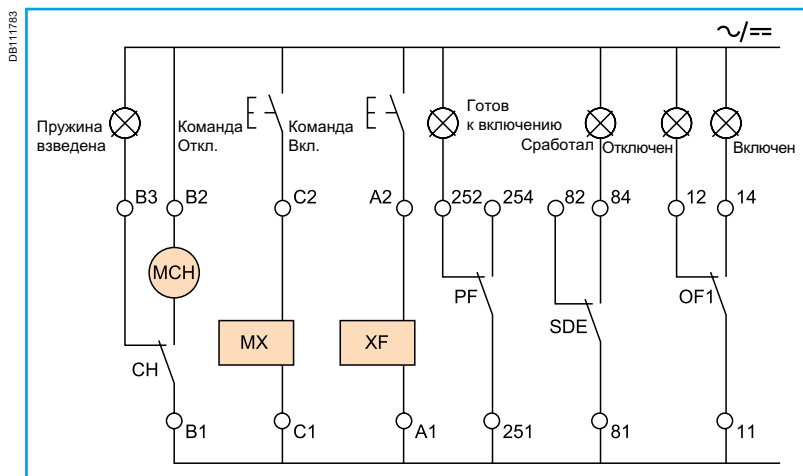 DB111783
Пружина
взведена
Команда
Откл.
Команда
Вкл.
Готов
к включению
Сработал
Отключен
Включен
B3
B2
C2
A2
252
254
82
84
12
14
MCH
MX
XF
PF
SDE
OF1
CH
B1
C1
A1
251
81
11